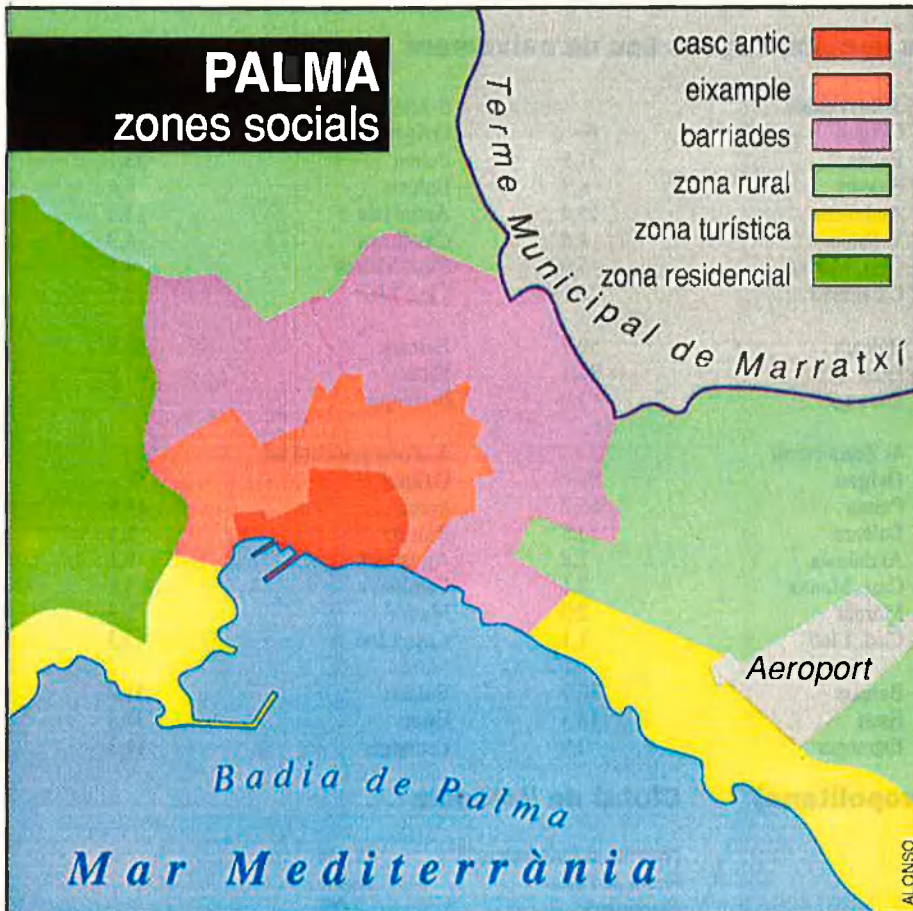 PALMA
zones socials
casc antic
eixample
barriades
zona rural
zona turística
zona residencial
Terme Municipal de Marratxí
Aeroport
Badia de Palma
Mar Mediterrània
ALONSO